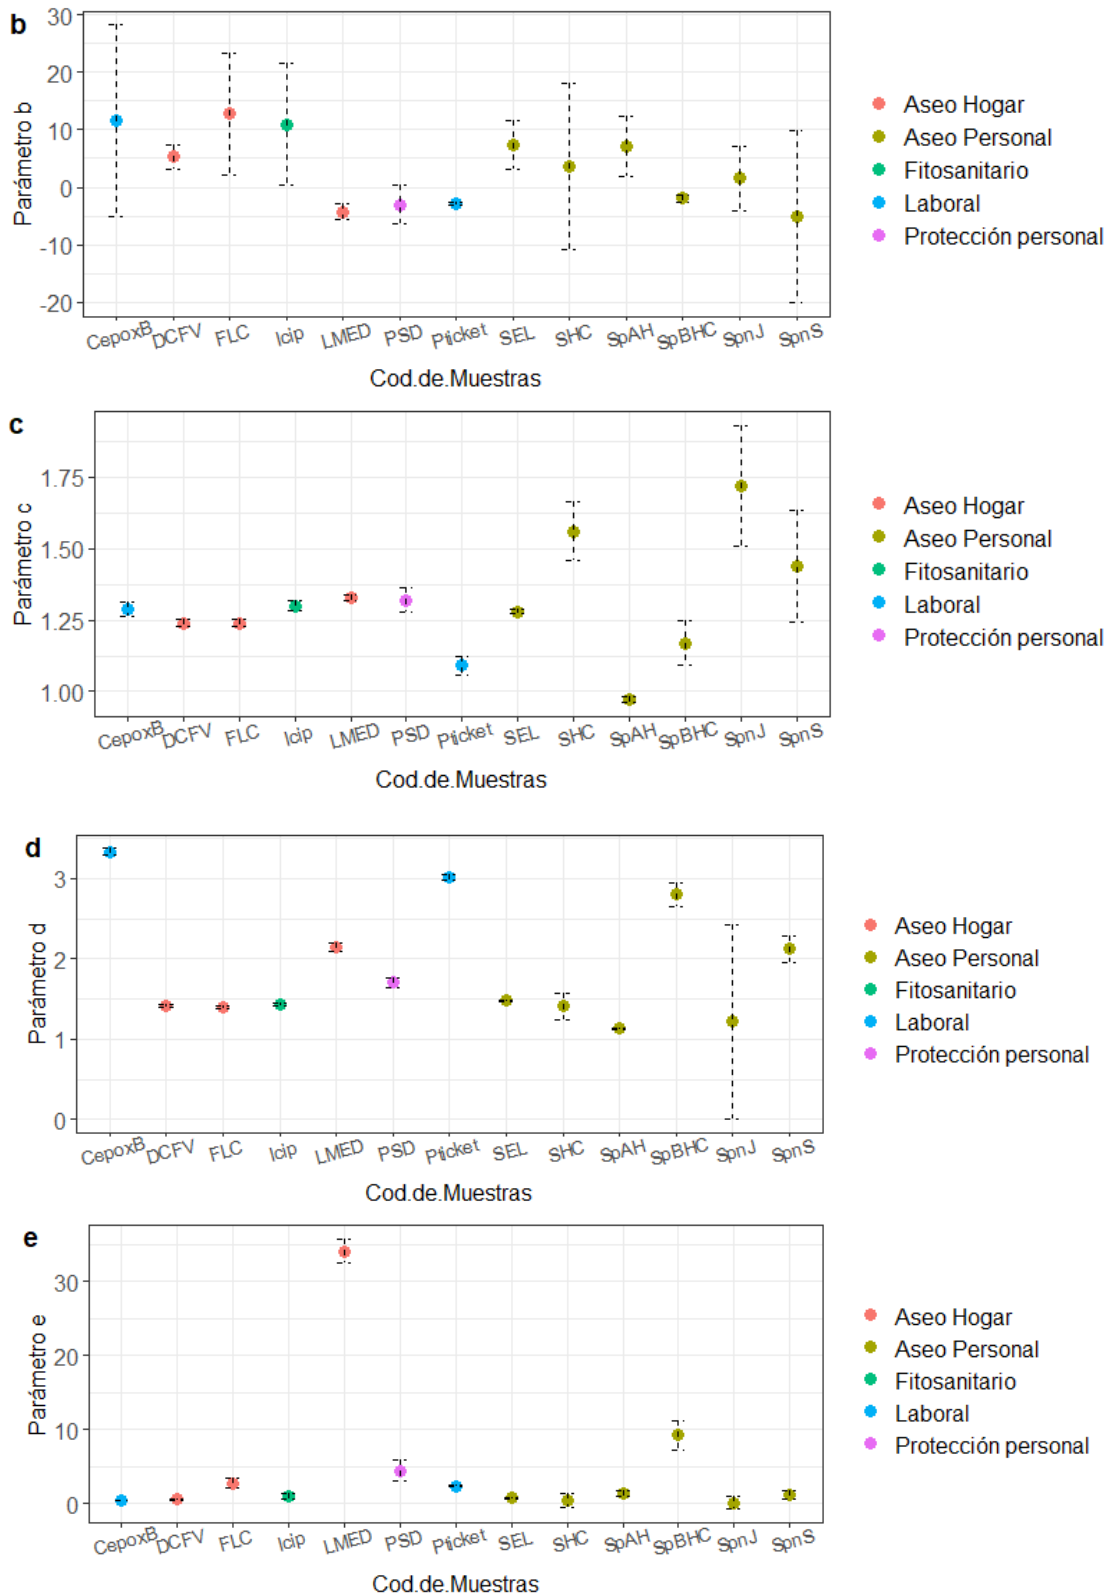 b
30
20
10
0
-10
-20
Parámetro b
CepoxB DCFV FLC Icip LMED PSD Pticket SEL SHC SpAH SpBHC SpnJ SpnS
Cod.de.Muestras
Aseo Hogar
Aseo Personal
Fitosanitario
Laboral
Protección personal
c
1.75
1.50
1.25
1.00
Parámetro c
CepoxB DCFV FLC Icip LMED PSD Pticket SEL SHC SpAH SpBHC SpnJ SpnS
Cod.de.Muestras
Aseo Hogar
Aseo Personal
Fitosanitario
Laboral
Protección personal
d
3
2
1
0
Parámetro d
CepoxB DCFV FLC Icip LMED PSD Pticket SEL SHC SpAH SpBHC SpnJ SpnS
Cod.de.Muestras
Aseo Hogar
Aseo Personal
Fitosanitario
Laboral
Protección personal
e
30
20
10
0
Parámetro e
CepoxB DCFV FLC Icip LMED PSD Pticket SEL SHC SpAH SpBHC SpnJ SpnS
Cod.de.Muestras
Aseo Hogar
Aseo Personal
Fitosanitario
Laboral
Protección personal